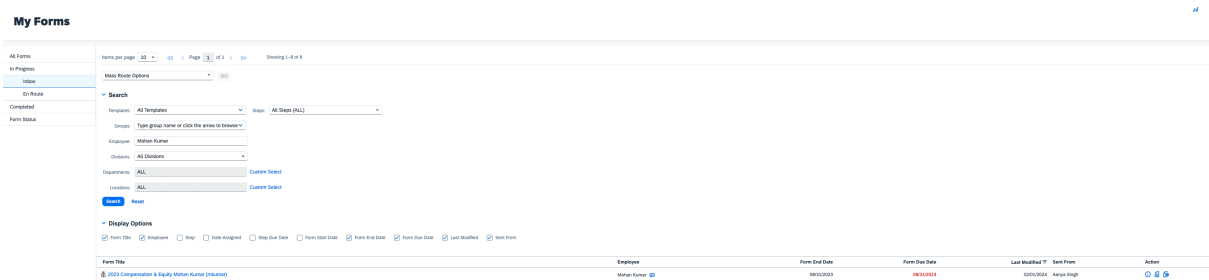 My Forms
All Forms
In Progress
Inbox
En Route
Completed
Form Status
Items per page 10 Page 1 of 1 Showing 1–8 of 8
Mass Route Options GO
Search
Templates: All Templates Steps: All Steps (ALL)
Groups: Type group name or click the arrow to browse
Employee: Mohan Kumar
Divisions: All Divisions
Departments: ALL Custom Select
Locations: ALL Custom Select
Search Reset
Display Options
Form Title Employee Step Date Assigned Step Due Date Form Start Date Form End Date Form Due Date Last Modified Sent From
Form Title Employee Form End Date Form Due Date Last Modified Sent From Action
2023 Compensation & Equity Mohan Kumar (mkumar) Mohan Kumar 08/31/2023 08/31/2023 02/01/2024 Aanya Singh